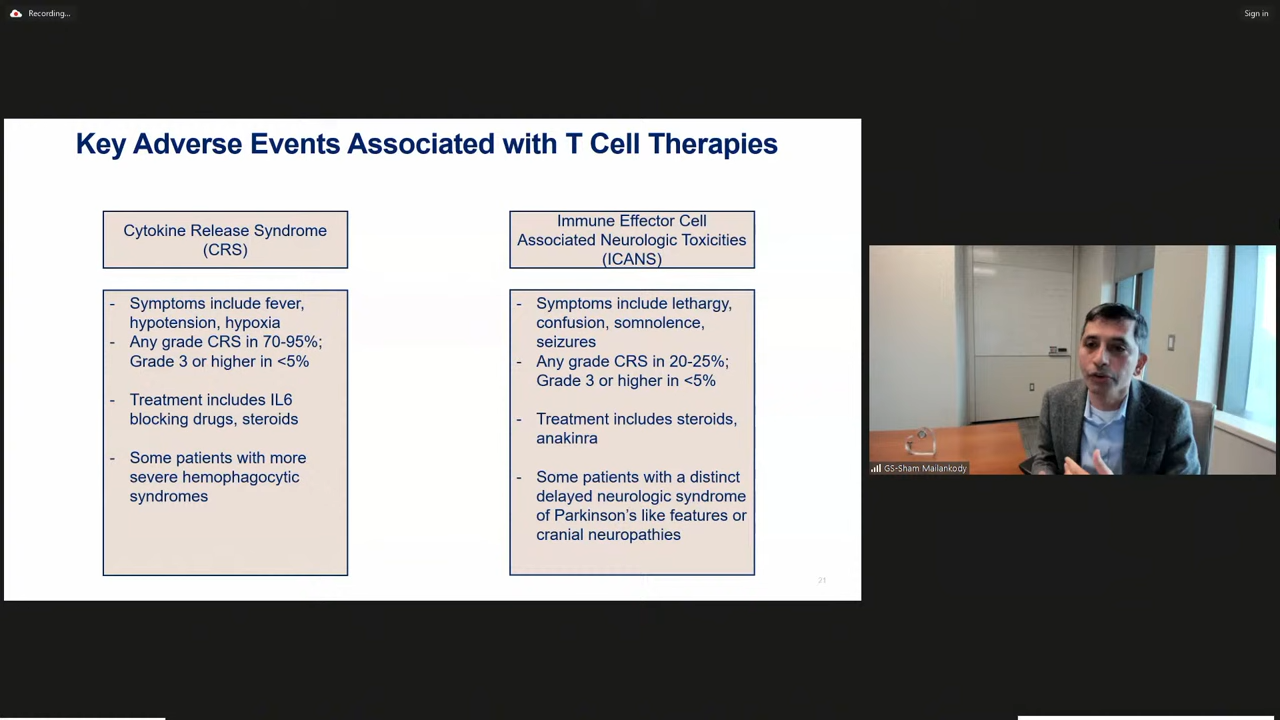 Recording...
Sign in
Key Adverse Events Associated with T Cell Therapies
Cytokine Release Syndrome
(CRS)
- Symptoms include fever,
hypotension, hypoxia
- Any grade CRS in 70-95%;
Grade 3 or higher in <5%
- Treatment includes IL6
blocking drugs, steroids
- Some patients with more
severe hemophagocytic
syndromes
Immune Effector Cell
Associated Neurologic Toxicities
(ICANS)
- Symptoms include lethargy,
confusion, somnolence,
seizures
- Any grade CRS in 20-25%;
Grade 3 or higher in <5%
- Treatment includes steroids,
anakinra
- Some patients with a distinct
delayed neurologic syndrome
of Parkinson's like features or
cranial neuropathies
21
GS-Sham Mailankody